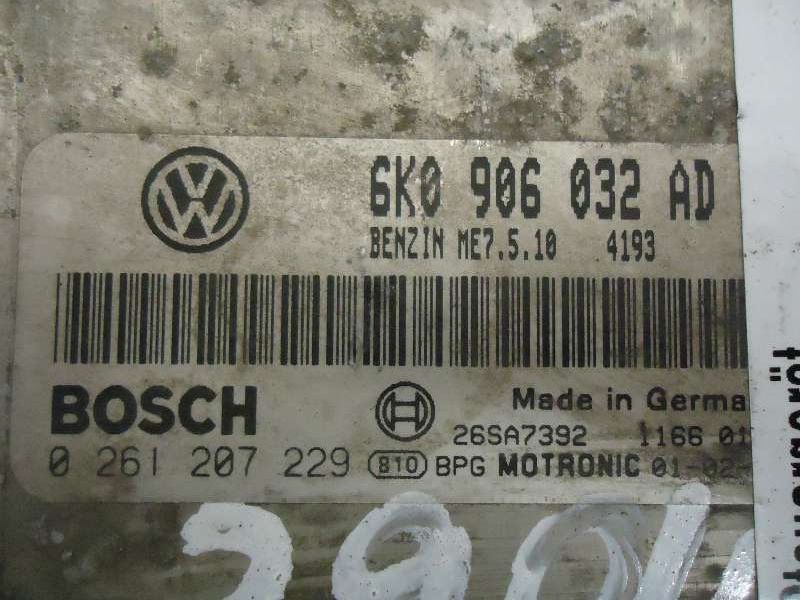 6K0 906 032 AD
BENZIN ME7.5.10 4193
BOSCH
Made in Germa
26SA7392 1166 01
0 261 207 229 810 BPG MOTRONIC 01-02-